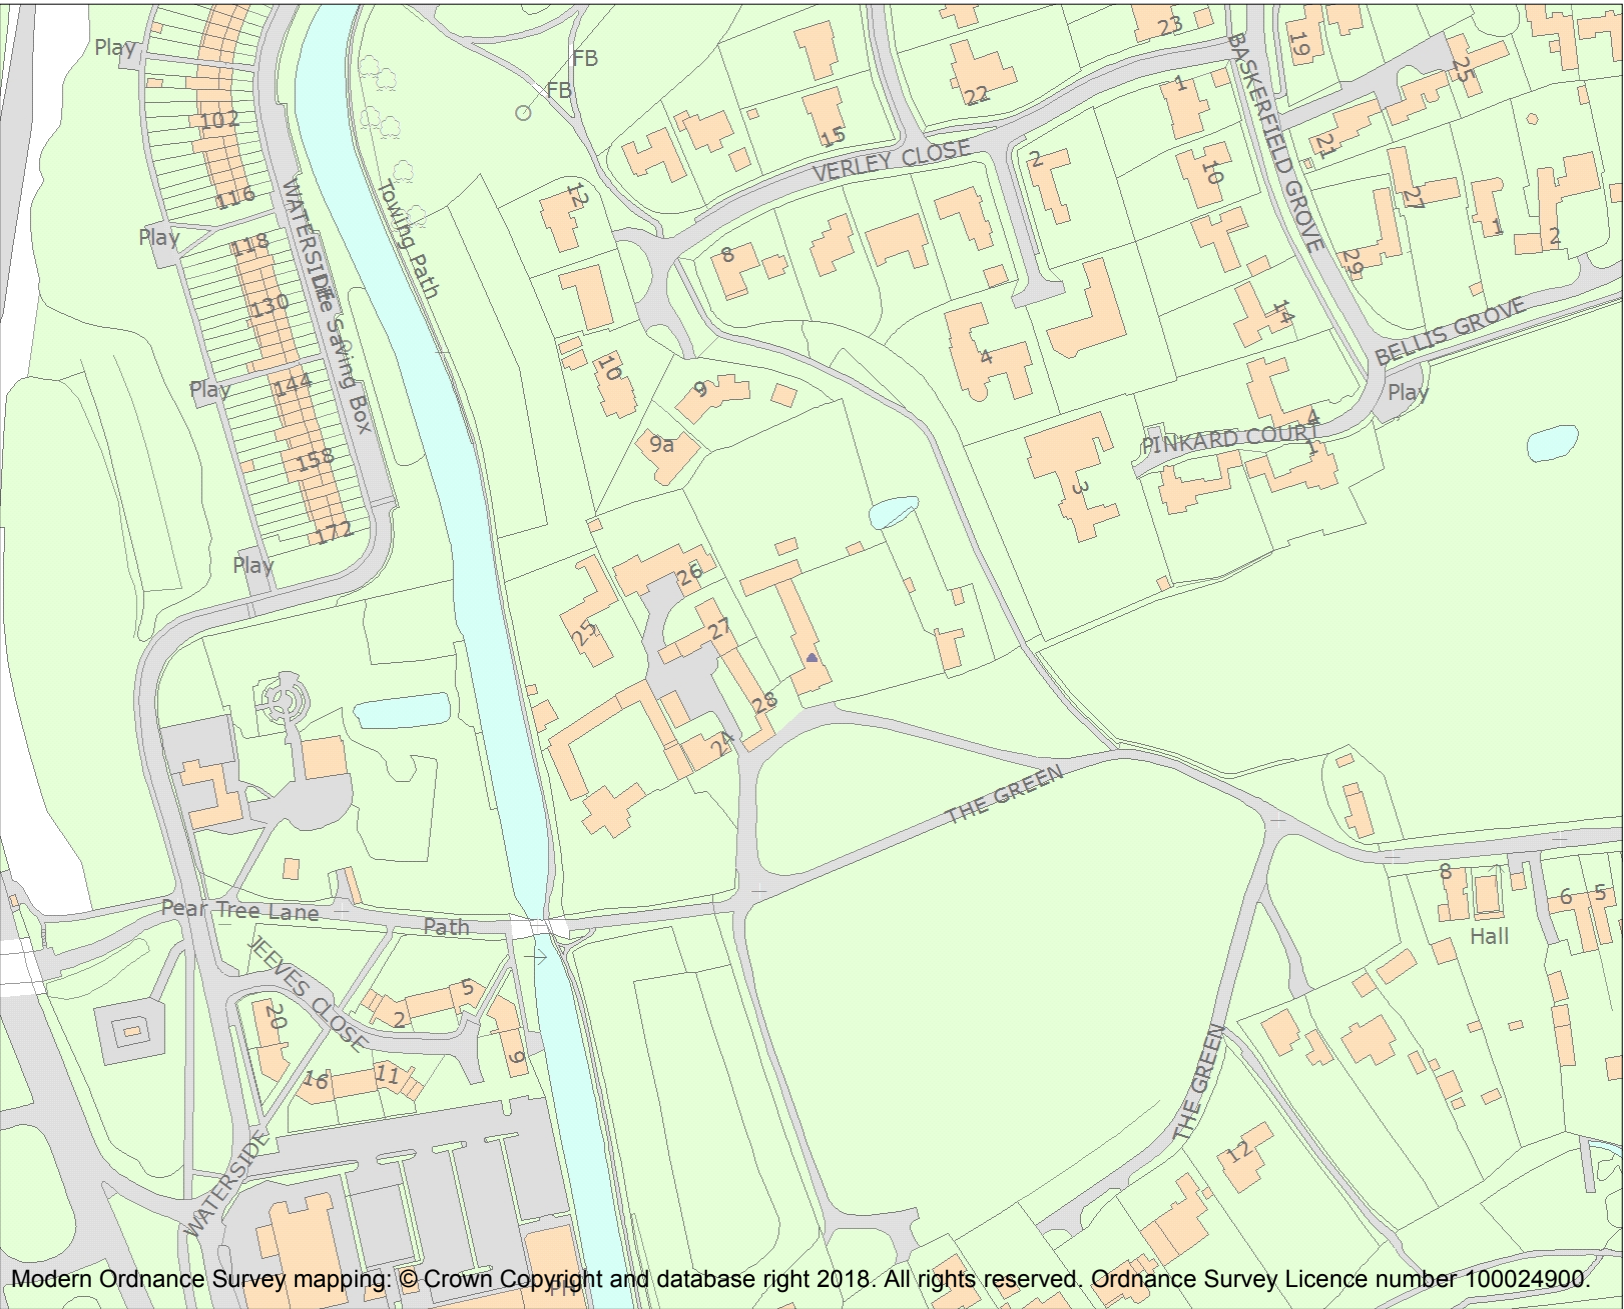 Play
FB
FB
23
19
25
22
1
BASKERFIELD GROVE
102
15
21
VERLEY CLOSE
2
10
116
12
27
WATERSIDE
Towing Path
Play
118
8
1
2
29
130
Life Saving Box
14
BELLIS GROVE
Play
144
10
9
4
Play
9a
4
PINKARD COURT
1
158
3
172
Play
26
25
27
28
24
THE GREEN
8
6
5
Pear Tree Lane
Path
Hall
JEEVES CLOSE
5
20
2
9
16
11
THE GREEN
12
WATERSIDE
PH
Modern Ordnance Survey mapping: © Crown Copyright and database right 2018. All rights reserved. Ordnance Survey Licence number 100024900.